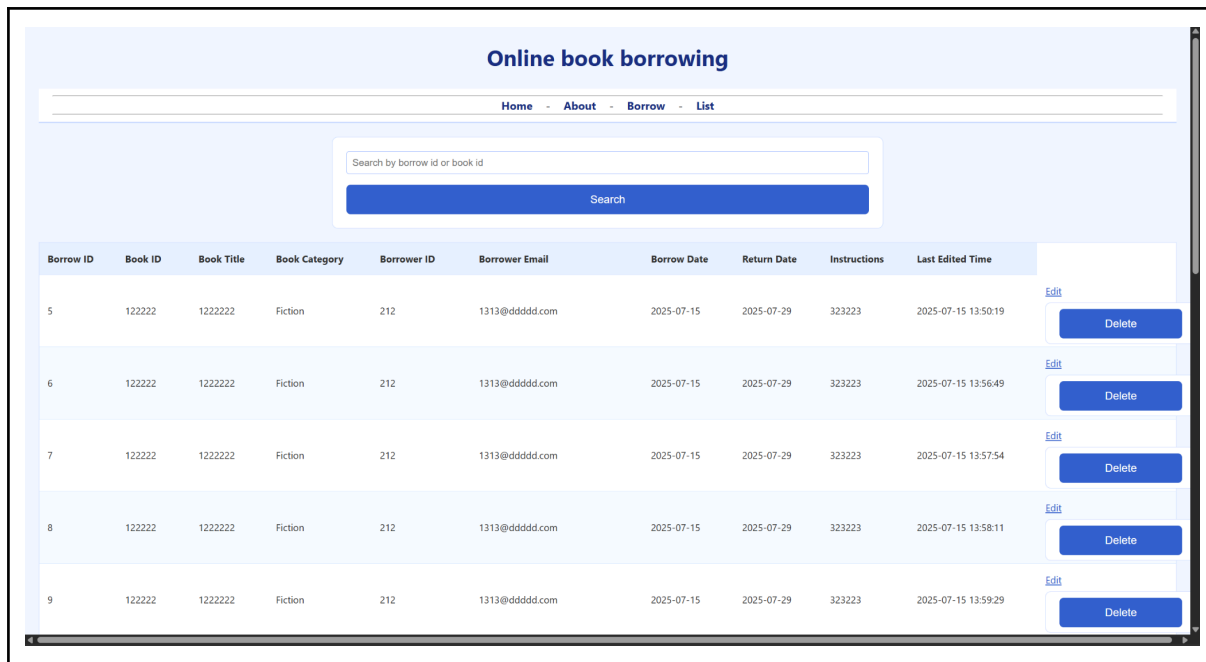 Online book borrowing
Home - About - Borrow - List
Search by borrow id or book id
Search
Borrow ID Book ID Book Title Book Category Borrower ID Borrower Email Borrow Date Return Date Instructions Last Edited Time
Edit
5 122222 1222222 Fiction 212 1313@ddddd.com 2025-07-15 2025-07-29 323223 2025-07-15 13:50:19
Delete
Edit
6 122222 1222222 Fiction 212 1313@ddddd.com 2025-07-15 2025-07-29 323223 2025-07-15 13:56:49
Delete
Edit
7 122222 1222222 Fiction 212 1313@ddddd.com 2025-07-15 2025-07-29 323223 2025-07-15 13:57:54
Delete
Edit
8 122222 1222222 Fiction 212 1313@ddddd.com 2025-07-15 2025-07-29 323223 2025-07-15 13:58:11
Delete
Edit
9 122222 1222222 Fiction 212 1313@ddddd.com 2025-07-15 2025-07-29 323223 2025-07-15 13:59:29
Delete